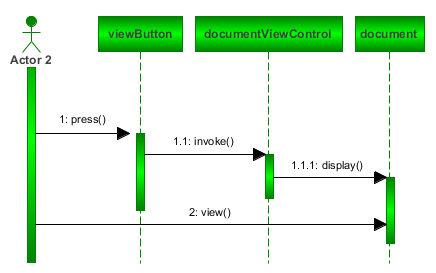 viewButton
documentViewControl
document
Actor 2
1: press()
1.1: invoke()
1.1.1: display()
2: view()